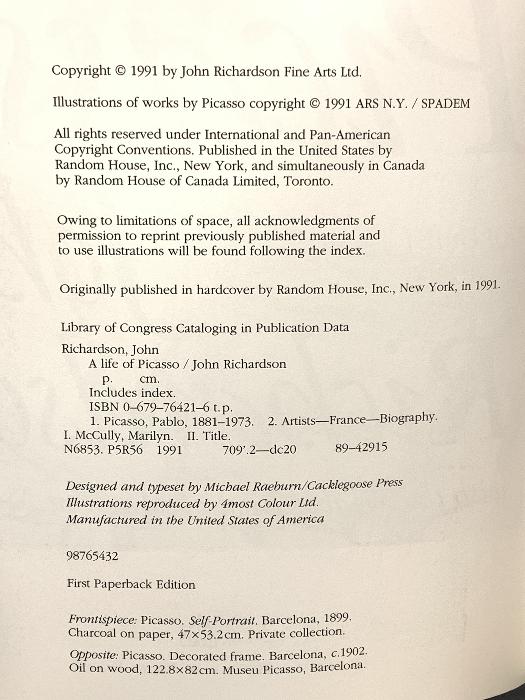 Copyright © 1991 by John Richardson Fine Arts Ltd.
Illustrations of works by Picasso copyright © 1991 ARS N.Y. / SPADEM
All rights reserved under International and Pan-American
Copyright Conventions. Published in the United States by
Random House, Inc., New York, and simultaneously in Canada
by Random House of Canada Limited, Toronto.
Owing to limitations of space, all acknowledgments of
permission to reprint previously published material and
to use illustrations will be found following the index.
Originally published in hardcover by Random House, Inc., New York, in 1991.
Library of Congress Cataloging in Publication Data
Richardson, John
A life of Picasso / John Richardson
p. cm.
Includes index.
ISBN 0–679–76421–6 t.p.
1. Picasso, Pablo, 1881–1973. 2. Artists—France—Biography.
I. McCully, Marilyn. II. Title.
N6853. P5R56 1991 709'.2—dc20 89–42915
Designed and typeset by Michael Raeburn/Cacklegoose Press
Illustrations reproduced by 4most Colour Ltd.
Manufactured in the United States of America
98765432
First Paperback Edition
Frontispiece: Picasso. Self-Portrait. Barcelona, 1899.
Charcoal on paper, 47×53.2cm. Private collection.
Opposite: Picasso. Decorated frame. Barcelona, c.1902.
Oil on wood, 122.8×82cm. Museu Picasso, Barcelona.